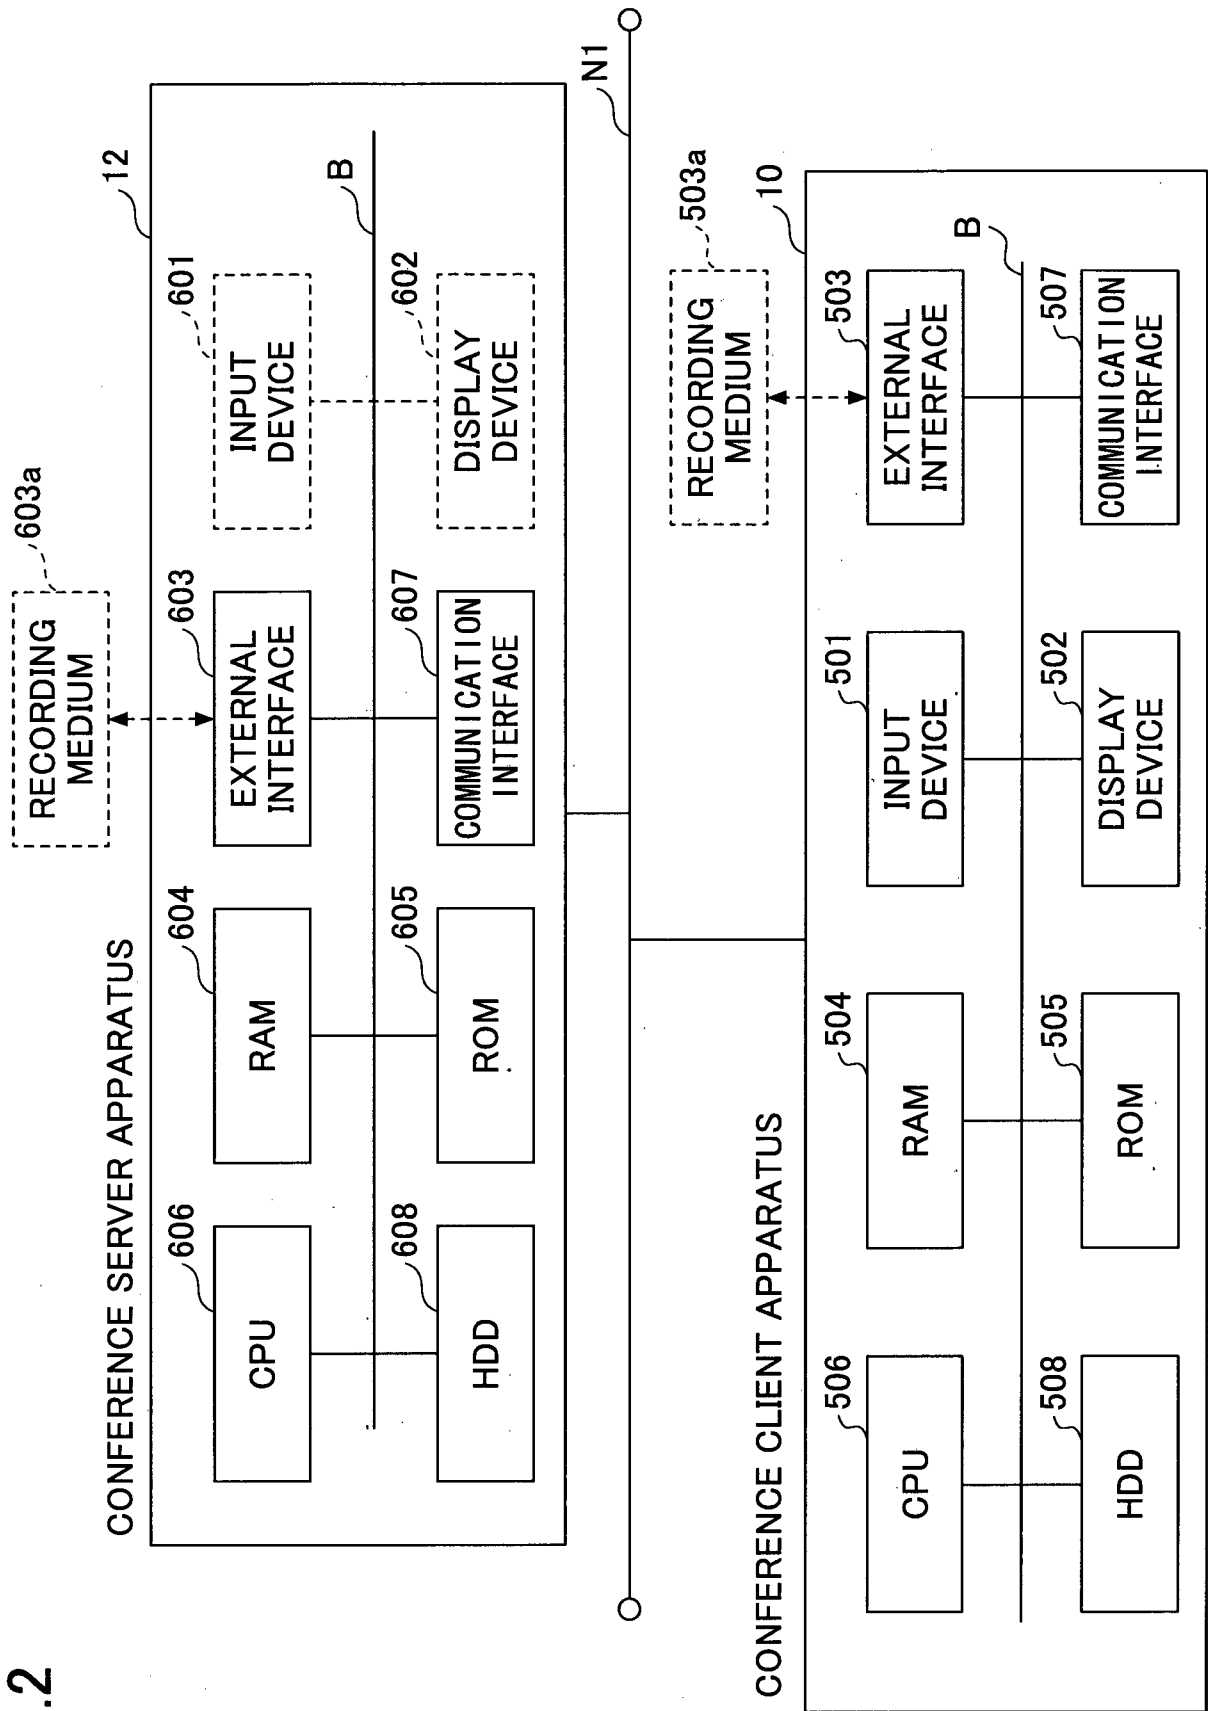 .2
CONFERENCE SERVER APPARATUS
12
RECORDING
MEDIUM
603a
606
CPU
604
RAM
603
EXTERNAL
INTERFACE
601
INPUT
DEVICE
B
608
HDD
605
ROM
607
COMMUNICATION
INTERFACE
602
DISPLAY
DEVICE
N1
CONFERENCE CLIENT APPARATUS
10
RECORDING
MEDIUM
503a
506
CPU
504
RAM
501
INPUT
DEVICE
503
EXTERNAL
INTERFACE
B
508
HDD
505
ROM
502
DISPLAY
DEVICE
507
COMMUNICATION
INTERFACE